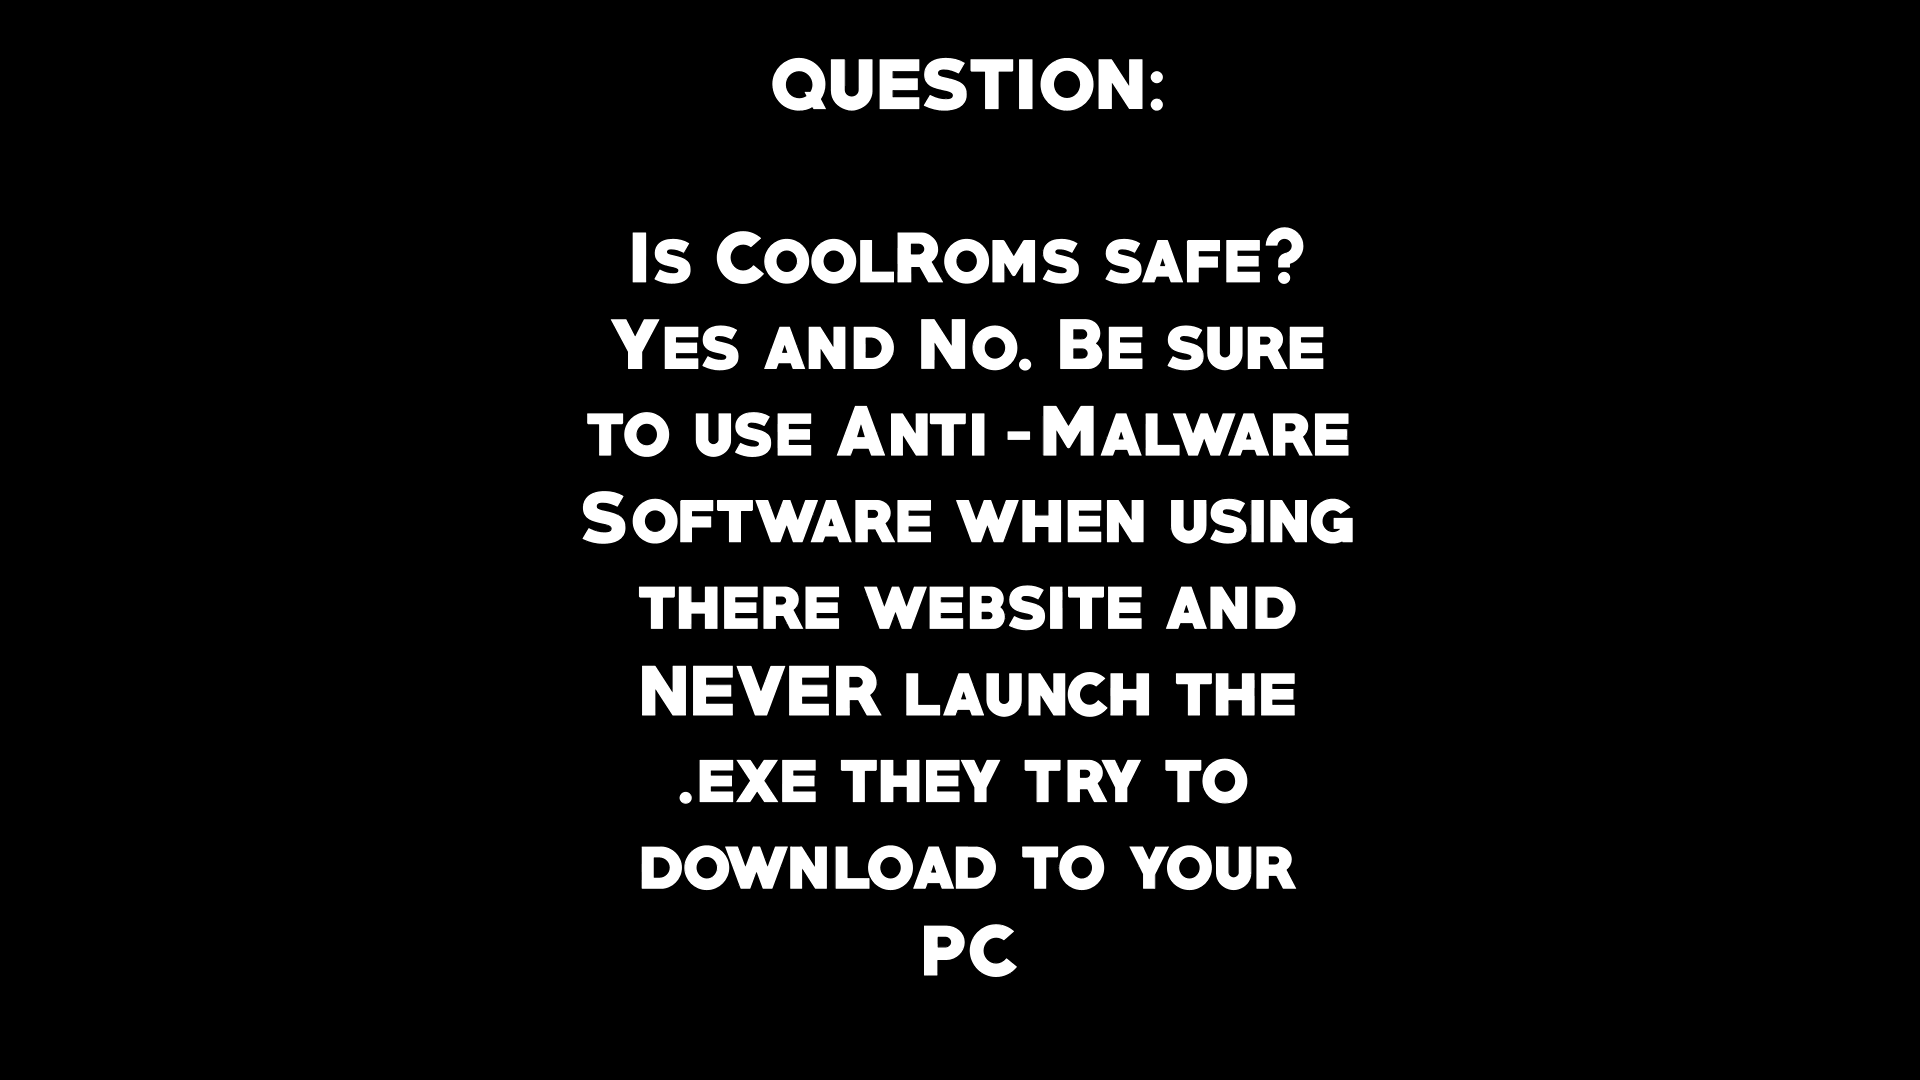 QUESTION:
Is CoolRoms safe?
Yes and No. Be sure
to use Anti-Malware
Software when using
there website and
NEVER launch the
.exe they try to
download to your
PC